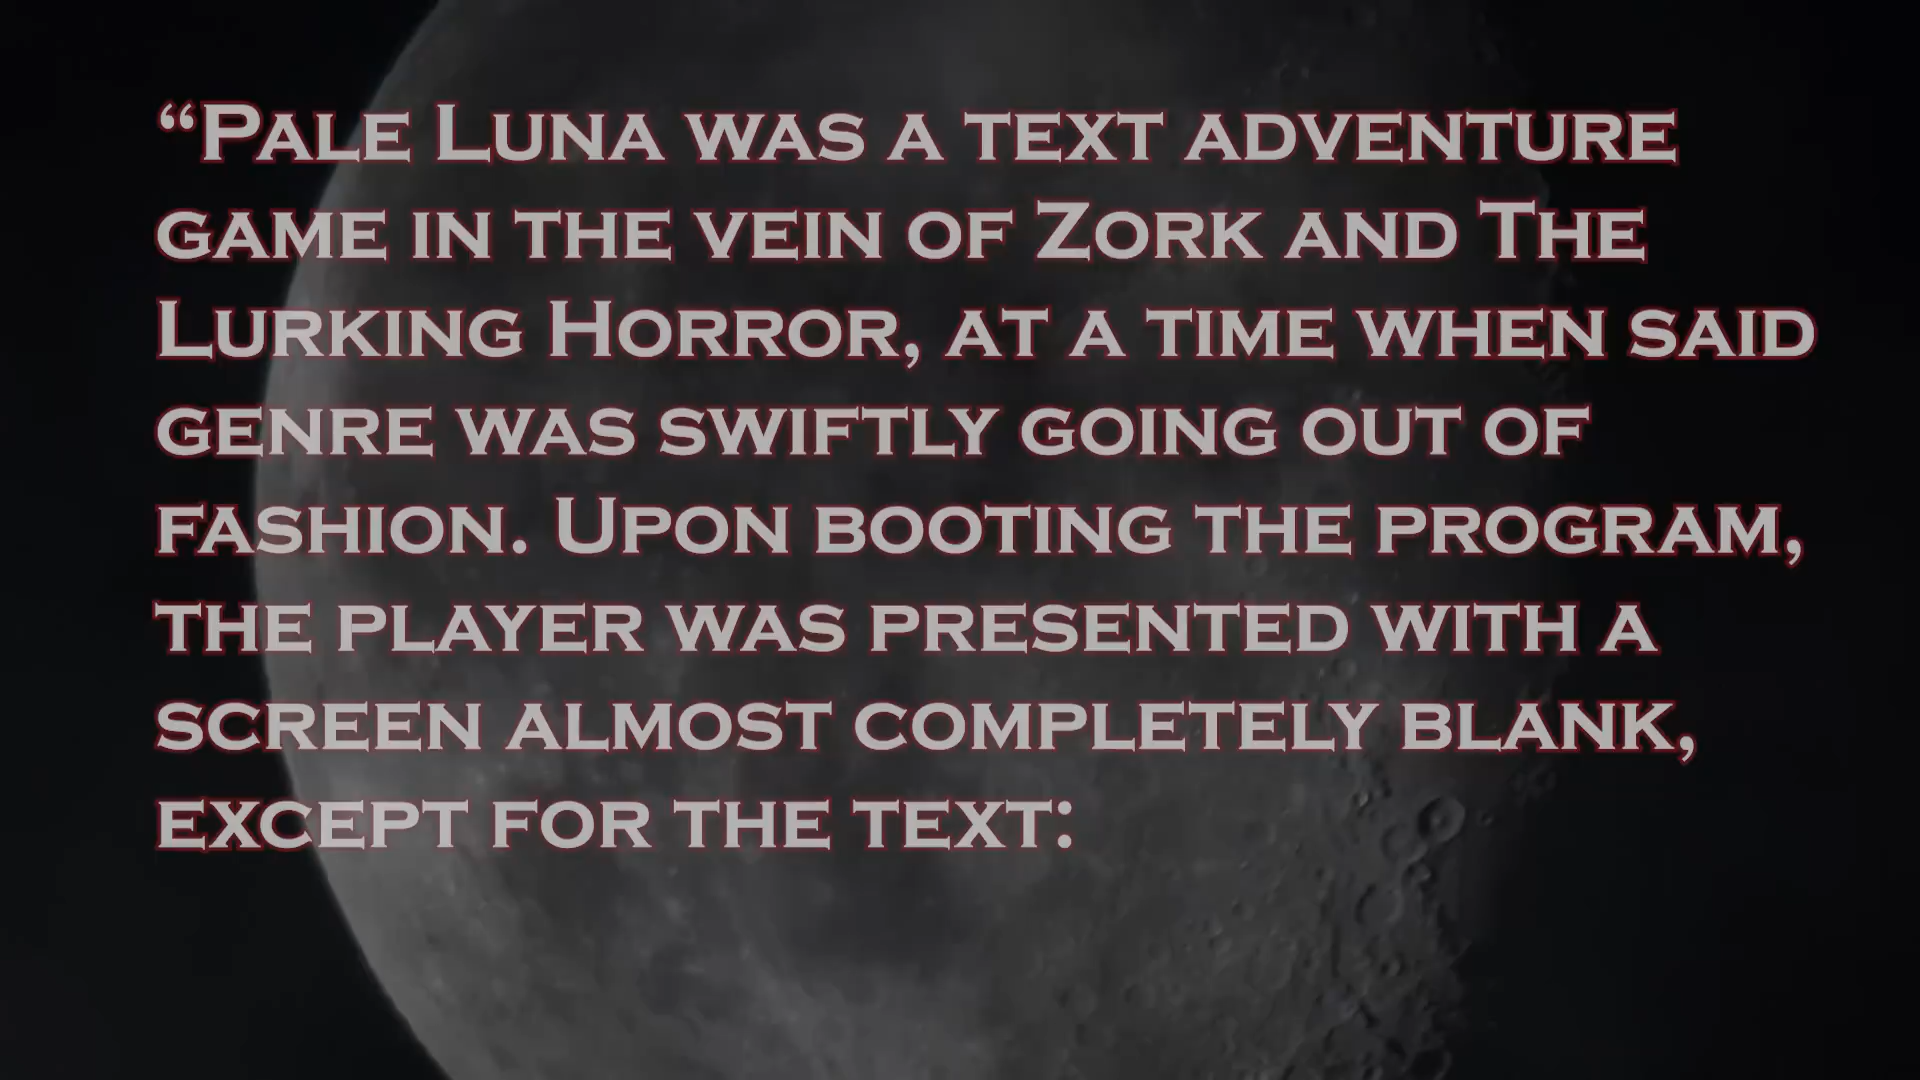 “Pale Luna was a text adventure
game in the vein of Zork and The
Lurking Horror, at a time when said
genre was swiftly going out of
fashion. Upon booting the program,
the player was presented with a
screen almost completely blank,
except for the text: